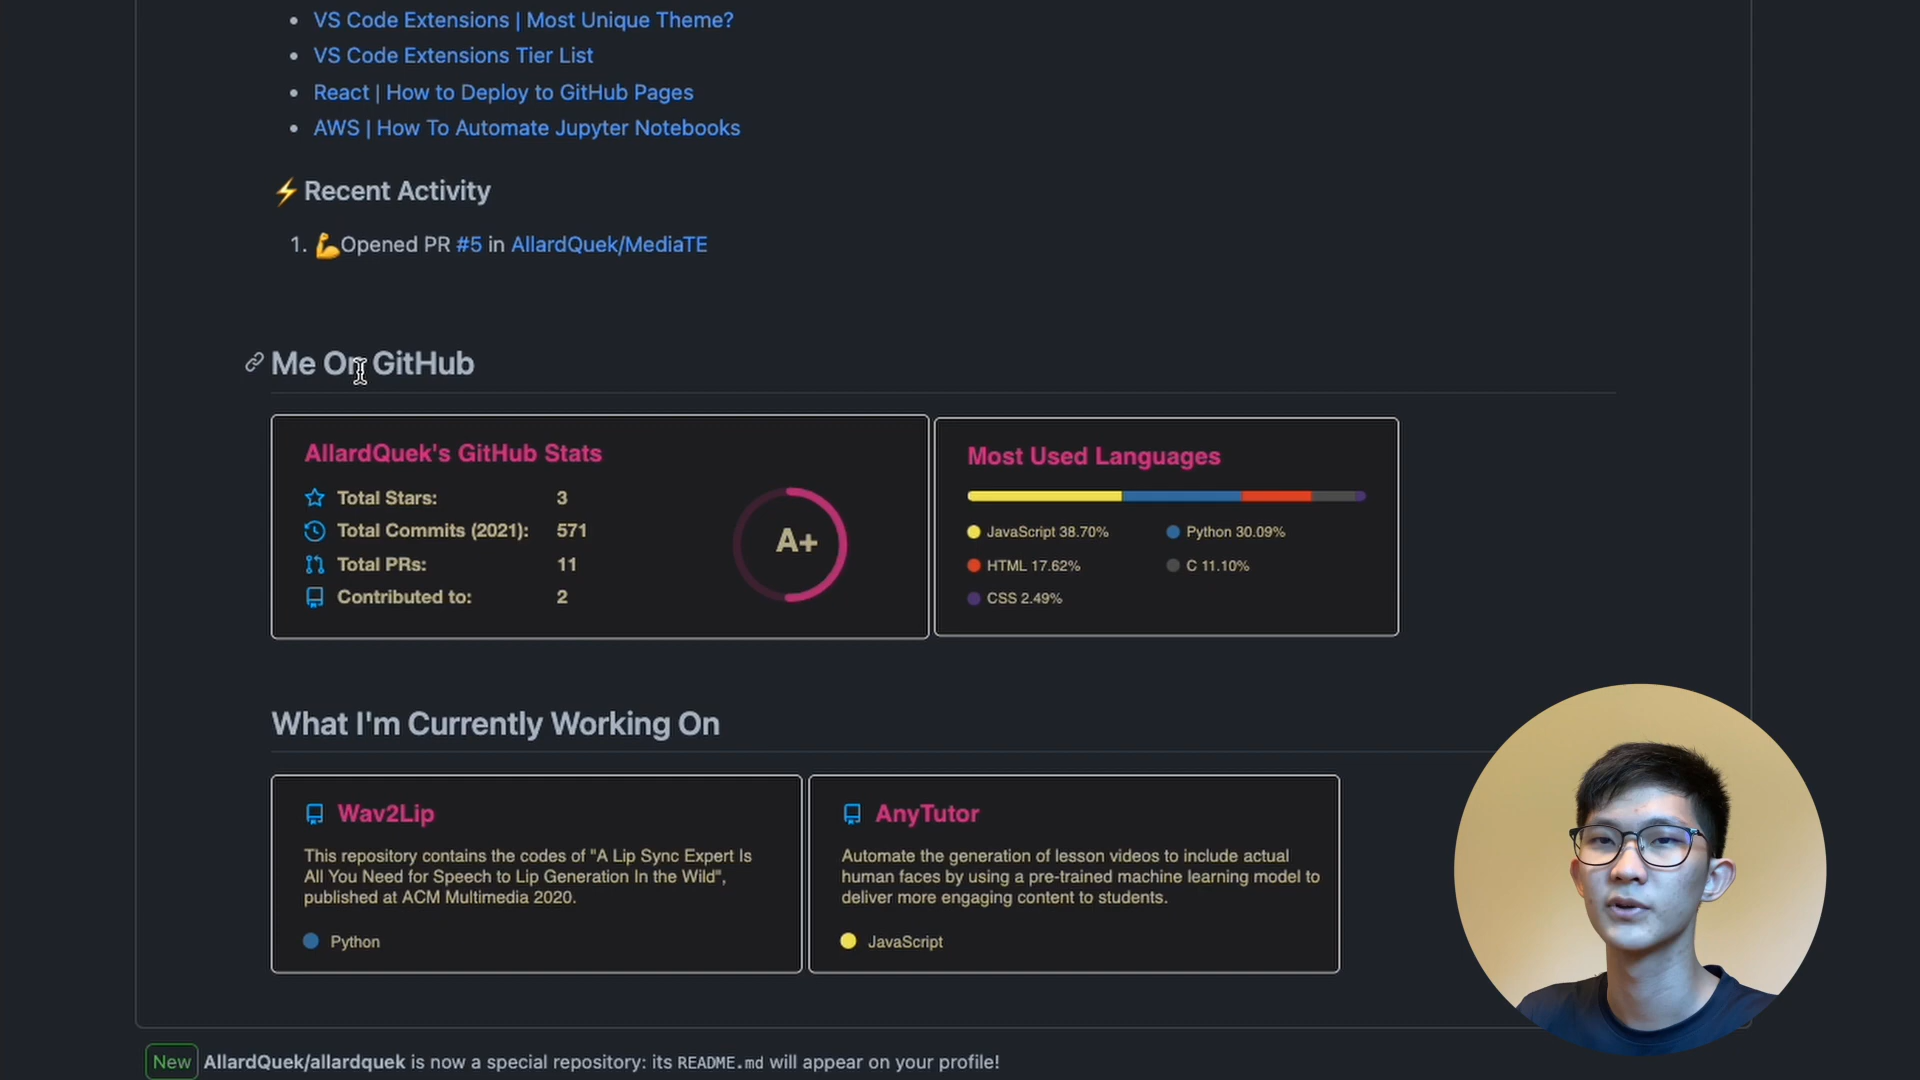 VS Code Extensions | Most Unique Theme?
VS Code Extensions Tier List
React | How to Deploy to GitHub Pages
AWS | How To Automate Jupyter Notebooks
⚡ Recent Activity
1. 💪Opened PR #5 in AllardQuek/MediaTE
Me On GitHub
AllardQuek's GitHub Stats
Total Stars: 3
Total Commits (2021): 571
Total PRs: 11
Contributed to: 2
A+
Most Used Languages
JavaScript 38.70% Python 30.09%
HTML 17.62% C 11.10%
CSS 2.49%
What I'm Currently Working On
Wav2Lip
This repository contains the codes of "A Lip Sync Expert Is
All You Need for Speech to Lip Generation In the Wild",
published at ACM Multimedia 2020.
Python
AnyTutor
Automate the generation of lesson videos to include actual
human faces by using a pre-trained machine learning model to
deliver more engaging content to students.
JavaScript
New AllardQuek/allardquek is now a special repository: its README.md will appear on your profile!